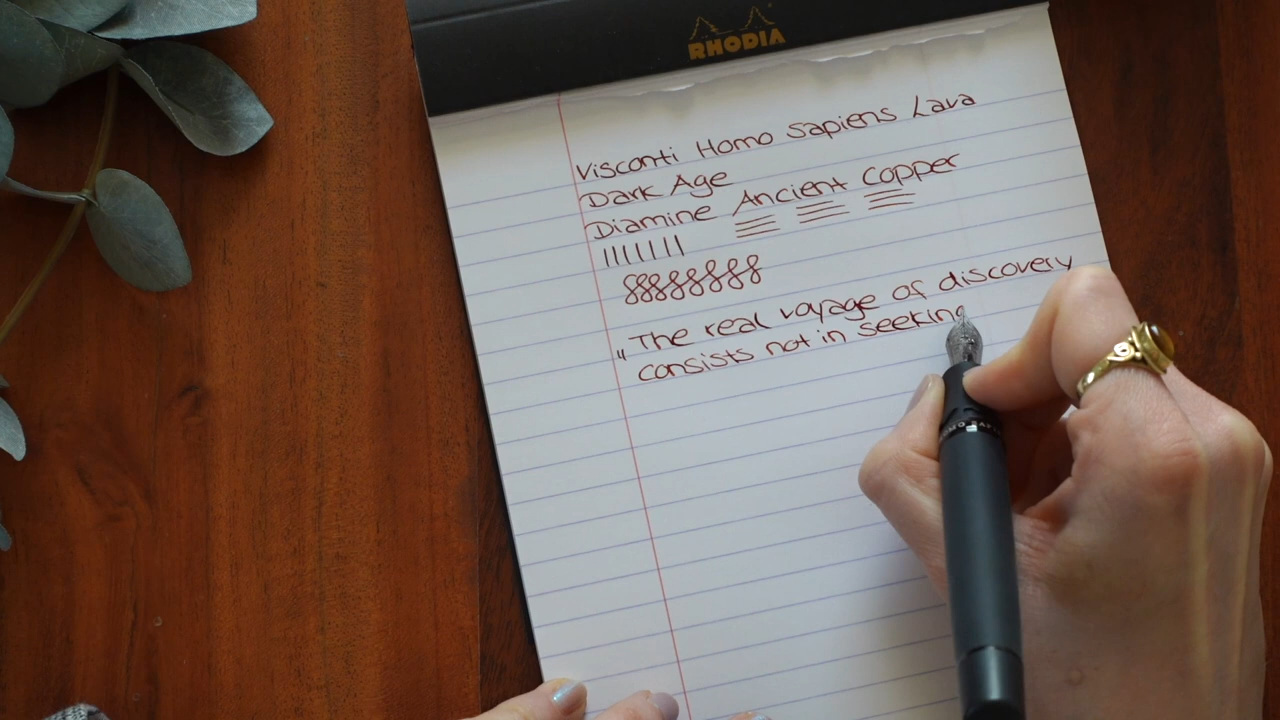 RHODIA
Visconti Homo Sapiens Lava
Dark Age
Diamine Ancient Copper
„The real voyage of discovery
consists not in seeking